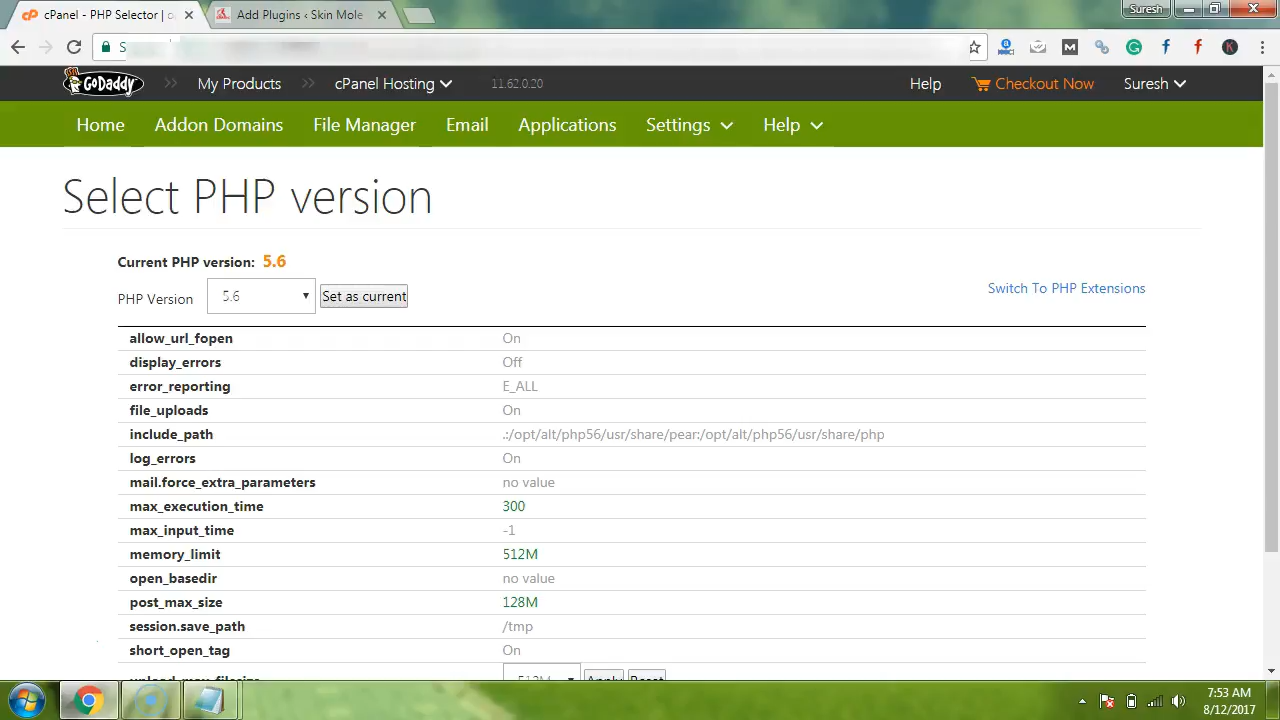 cPanel - PHP Selector | o
Add Plugins ‹ Skin Mole
Suresh
S
GoDaddy
My Products
cPanel Hosting
11.62.0.20
Help
Checkout Now
Suresh
Home
Addon Domains
File Manager
Email
Applications
Settings
Help
Select PHP version
Current PHP version: 5.6
PHP Version 5.6 Set as current
Switch To PHP Extensions
allow_url_fopen On
display_errors Off
error_reporting E_ALL
file_uploads On
include_path .:/opt/alt/php56/usr/share/pear:/opt/alt/php56/usr/share/php
log_errors On
mail.force_extra_parameters no value
max_execution_time 300
max_input_time -1
memory_limit 512M
open_basedir no value
post_max_size 128M
session.save_path /tmp
short_open_tag On
upload_max_filesize 512M Apply Reset
7:53 AM
8/12/2017